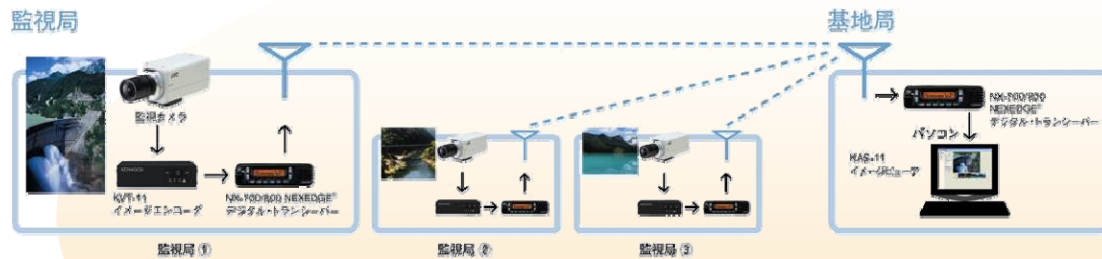 監視局
基地局
監視カメラ
KVT-11
イメージエンコーダ
NX-700/800 NEXEDGE®
デジタル・トランシーバー
NX-700/800
NEXEDGE®
デジタル・トランシーバー
パソコン
KAS-11
イメージビューア
監視局 ①
監視局 ②
監視局 ③